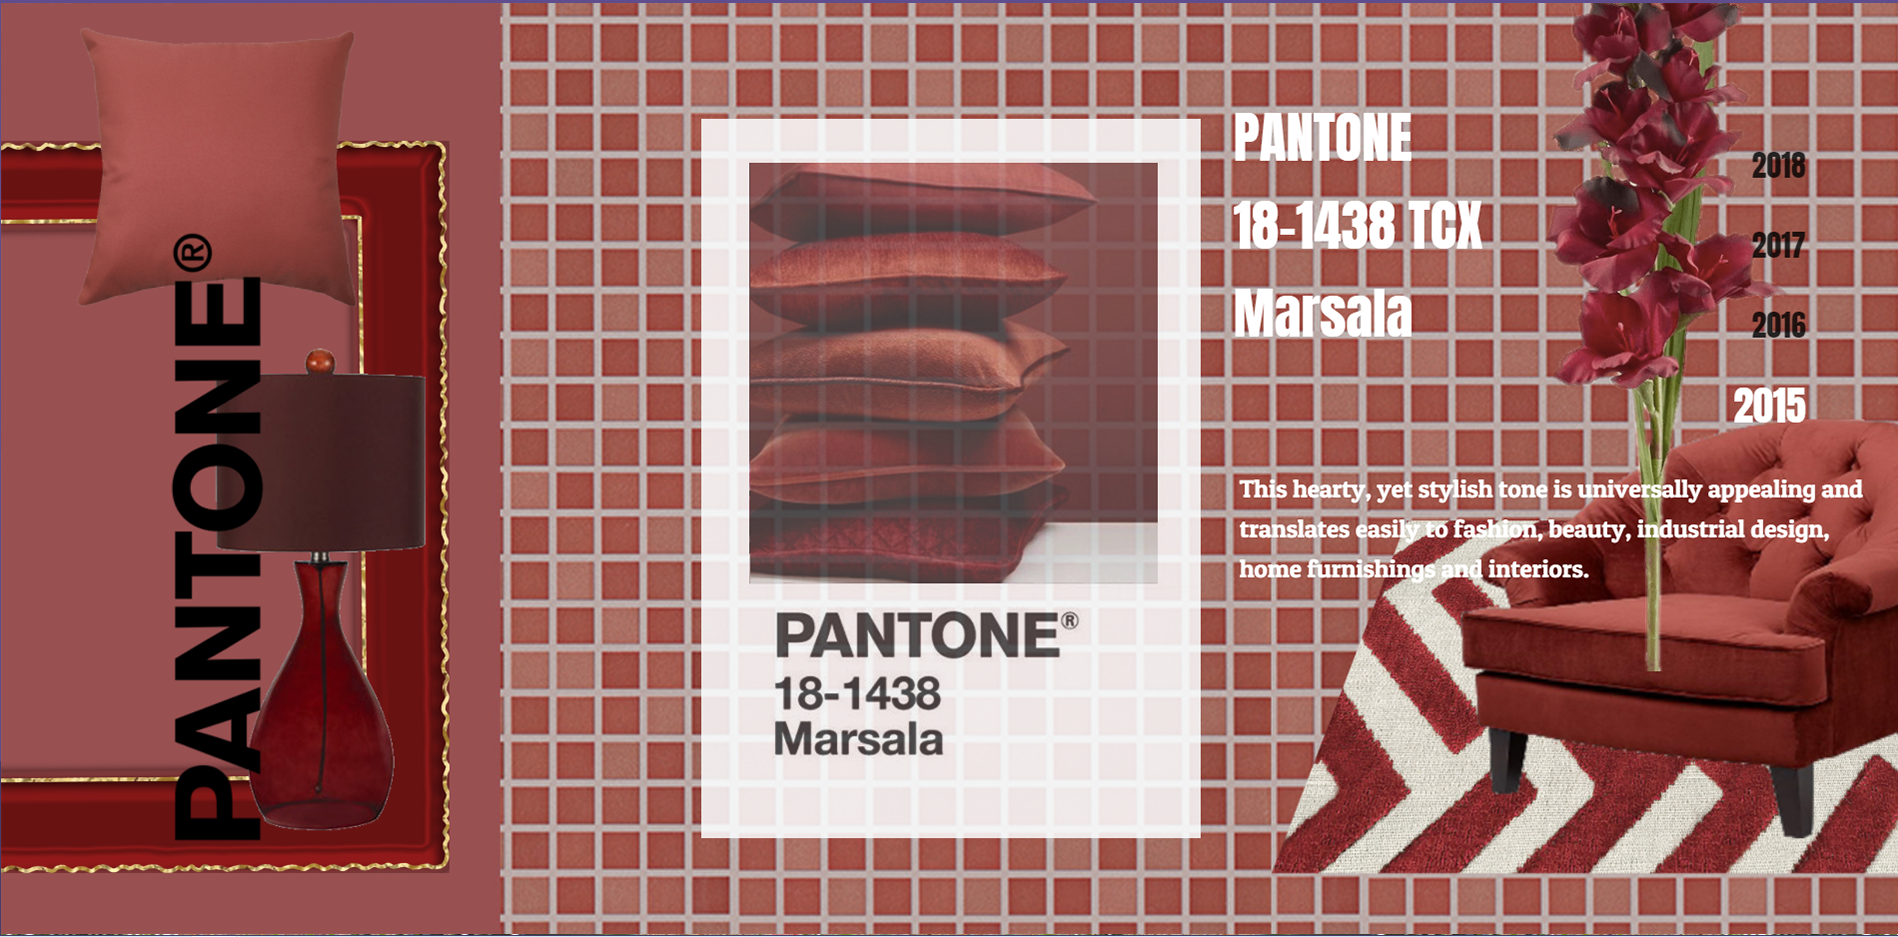 PANTONE®
PANTONE®
18-1438
Marsala
PANTONE
18-1438 TCX
Marsala
2018
2017
2016
2015
This hearty, yet stylish tone is universally appealing and
translates easily to fashion, beauty, industrial design,
home furnishings and interiors.